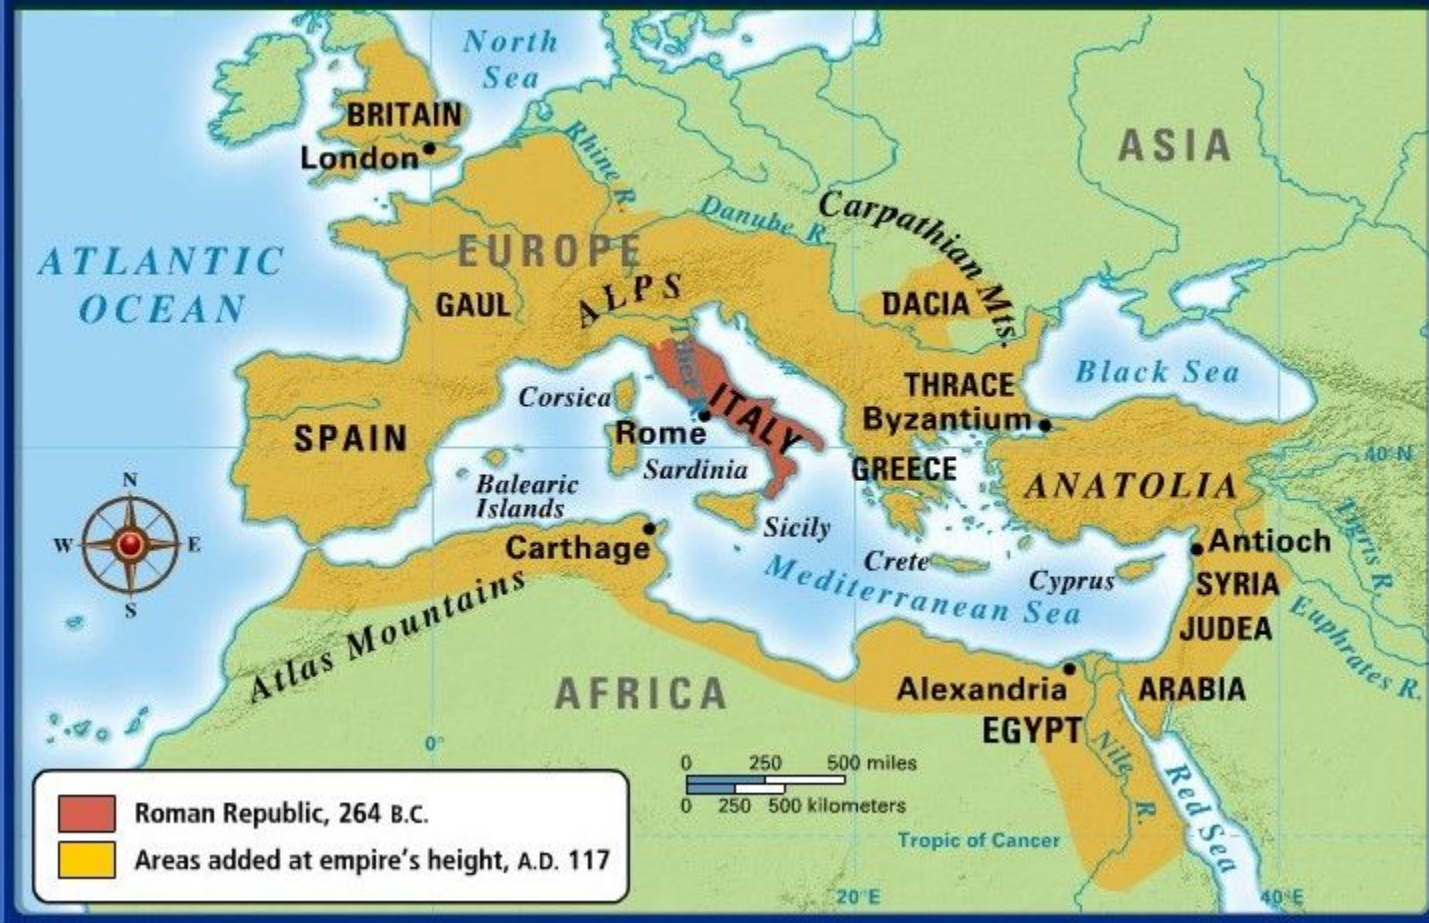 North
Sea
BRITAIN
London
Rhine R.
ASIA
Carpathian Mts.
Danube R.
ATLANTIC
OCEAN
EUROPE
GAUL
ALPS
DACIA
Tiber R.
Black Sea
THRACE
Corsica
ITALY
Byzantium
SPAIN
Rome
40°N
Sardinia
GREECE
ANATOLIA
Balearic
Islands
N
W
E
S
Sicily
Carthage
Antioch
Tigris R.
Crete
Cyprus
SYRIA
Mediterranean Sea
Euphrates R.
JUDEA
Atlas Mountains
AFRICA
Alexandria
ARABIA
EGYPT
0°
Nile R.
Red Sea
0 250 500 miles
0 250 500 kilometers
Roman Republic, 264 B.C.
Areas added at empire's height, A.D. 117
Tropic of Cancer
20°E
40°E